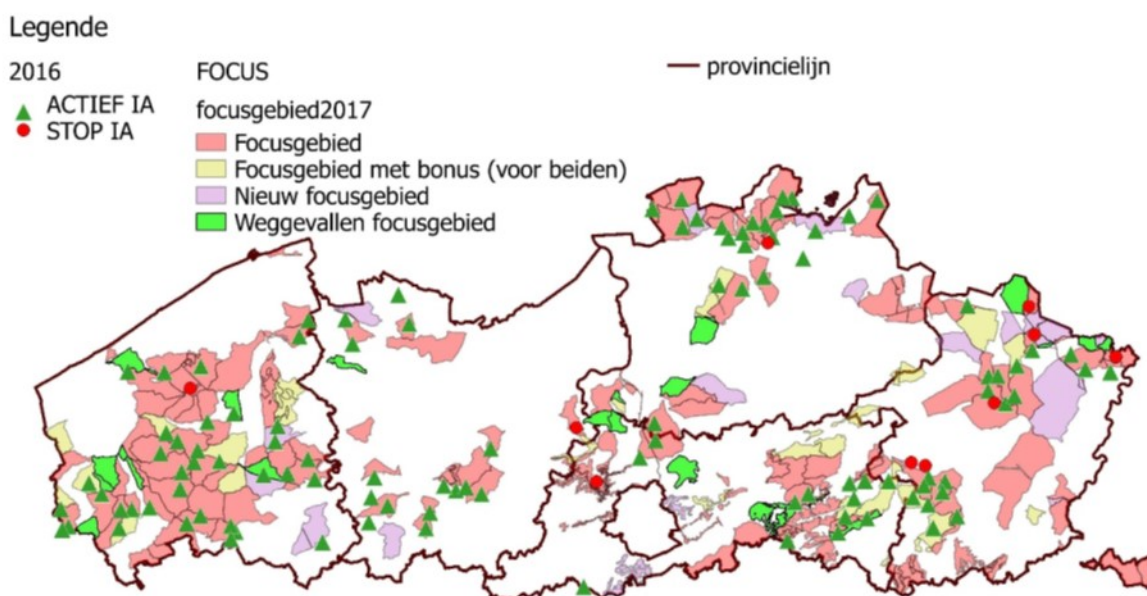 Legende
2016
ACTIEF IA
STOP IA
FOCUS
focusgebied2017
Focusgebied
Focusgebied met bonus (voor beiden)
Nieuw focusgebied
Weggevallen focusgebied
provincielijn